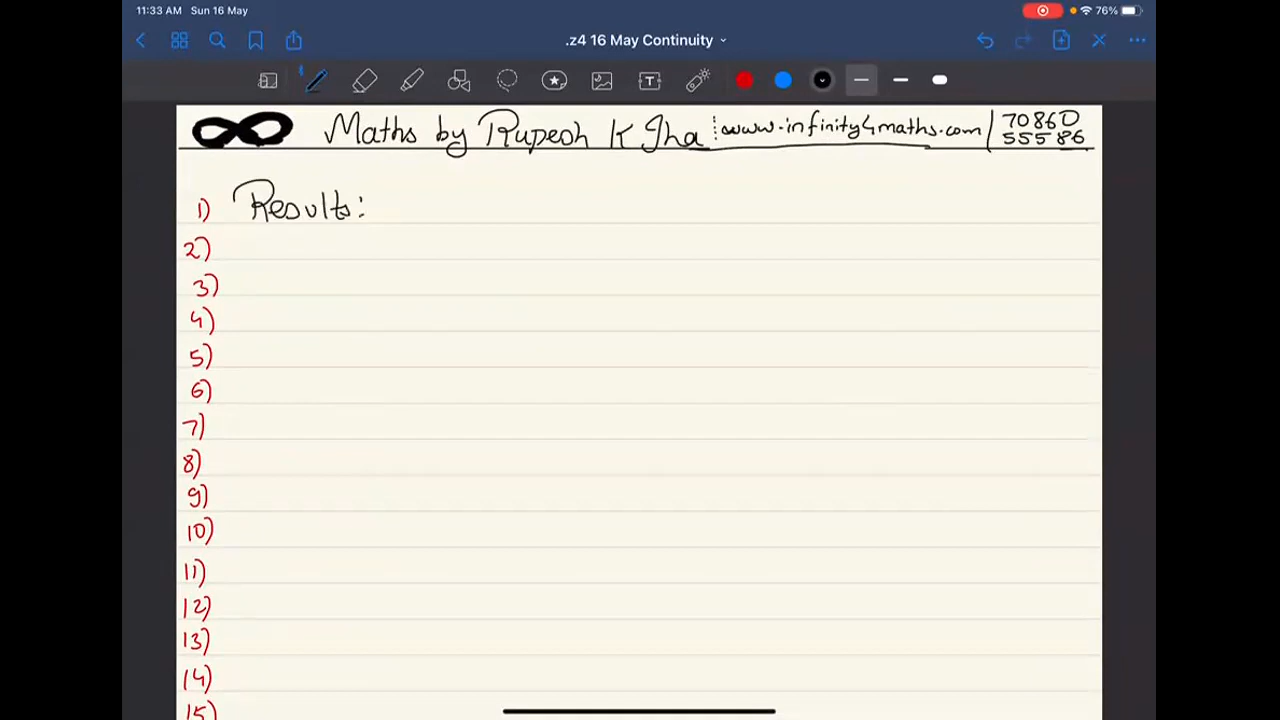 11:33 AM Sun 16 May 76%
.z4 16 May Continuity
T
∞ Maths by Rupesh K Jha www.infinity4maths.com 70860 55586
1) Results:
2)
3)
4)
5)
6)
7)
8)
9)
10)
11)
12)
13)
14)
15)